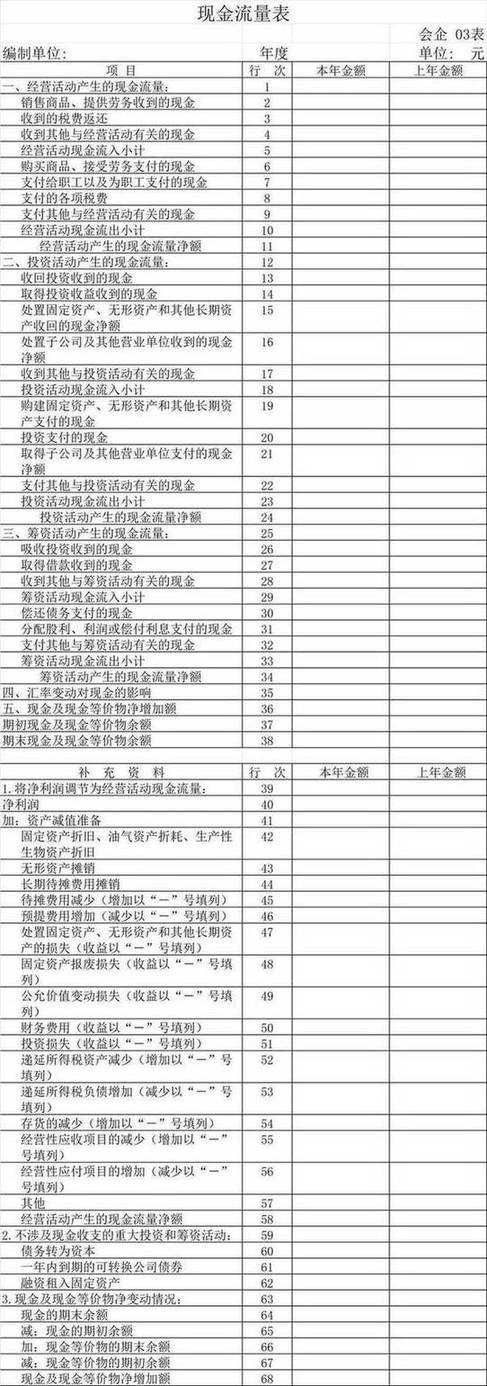 现金流量表
会企 03表
编制单位: 年度 单位: 元
项 目 行 次 本年金额 上年金额
一、经营活动产生的现金流量: 1
销售商品、提供劳务收到的现金 2
收到的税费返还 3
收到其他与经营活动有关的现金 4
经营活动现金流入小计 5
购买商品、接受劳务支付的现金 6
支付给职工以及为职工支付的现金 7
支付的各项税费 8
支付其他与经营活动有关的现金 9
经营活动现金流出小计 10
经营活动产生的现金流量净额 11
二、投资活动产生的现金流量: 12
收回投资收到的现金 13
取得投资收益收到的现金 14
处置固定资产、无形资产和其他长期资 15
产收回的现金净额
处置子公司及其他营业单位收到的现金 16
净额
收到其他与投资活动有关的现金 17
投资活动现金流入小计 18
购建固定资产、无形资产和其他长期资 19
产支付的现金
投资支付的现金 20
取得子公司及其他营业单位支付的现金 21
净额
支付其他与投资活动有关的现金 22
投资活动现金流出小计 23
投资活动产生的现金流量净额 24
三、筹资活动产生的现金流量: 25
吸收投资收到的现金 26
取得借款收到的现金 27
收到其他与筹资活动有关的现金 28
筹资活动现金流入小计 29
偿还债务支付的现金 30
分配股利、利润或偿付利息支付的现金 31
支付其他与筹资活动有关的现金 32
筹资活动现金流出小计 33
筹资活动产生的现金流量净额 34
四、汇率变动对现金的影响 35
五、现金及现金等价物净增加额 36
期初现金及现金等价物余额 37
期末现金及现金等价物余额 38
补 充 资 料 行 次 本年金额 上年金额
1.将净利润调节为经营活动现金流量: 39
净利润 40
加: 资产减值准备 41
固定资产折旧、油气资产折耗、生产性 42
生物资产折旧
无形资产摊销 43
长期待摊费用摊销 44
待摊费用减少（增加以“－”号填列） 45
预提费用增加（减少以“－”号填列） 46
处置固定资产、无形资产和其他长期资 47
产的损失（收益以“－”号填列）
固定资产报废损失（收益以“－”号填 48
列）
公允价值变动损失（收益以“－”号填 49
列）
财务费用（收益以“－”号填列） 50
投资损失（收益以“－”号填列） 51
递延所得税资产减少（增加以“－”号 52
填列）
递延所得税负债增加（减少以“－”号 53
填列）
存货的减少（增加以“－”号填列） 54
经营性应收项目的减少（增加以“－” 55
号填列）
经营性应付项目的增加（减少以“－” 56
号填列）
其他 57
经营活动产生的现金流量净额 58
2.不涉及现金收支的重大投资和筹资活动: 59
债务转为资本 60
一年内到期的可转换公司债券 61
融资租入固定资产 62
3.现金及现金等价物净变动情况: 63
现金的期末余额 64
减: 现金的期初余额 65
加: 现金等价物的期末余额 66
减: 现金等价物的期初余额 67
现金及现金等价物净增加额 68